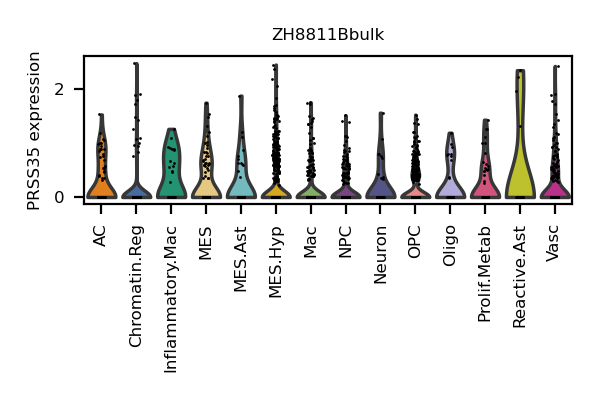 ZH8811Bbulk
PRSS35 expression
2
0
AC
Chromatin.Reg
Inflammatory.Mac
MES
MES.Ast
MES.Hyp
Mac
NPC
Neuron
OPC
Oligo
Prolif.Metab
Reactive.Ast
Vasc